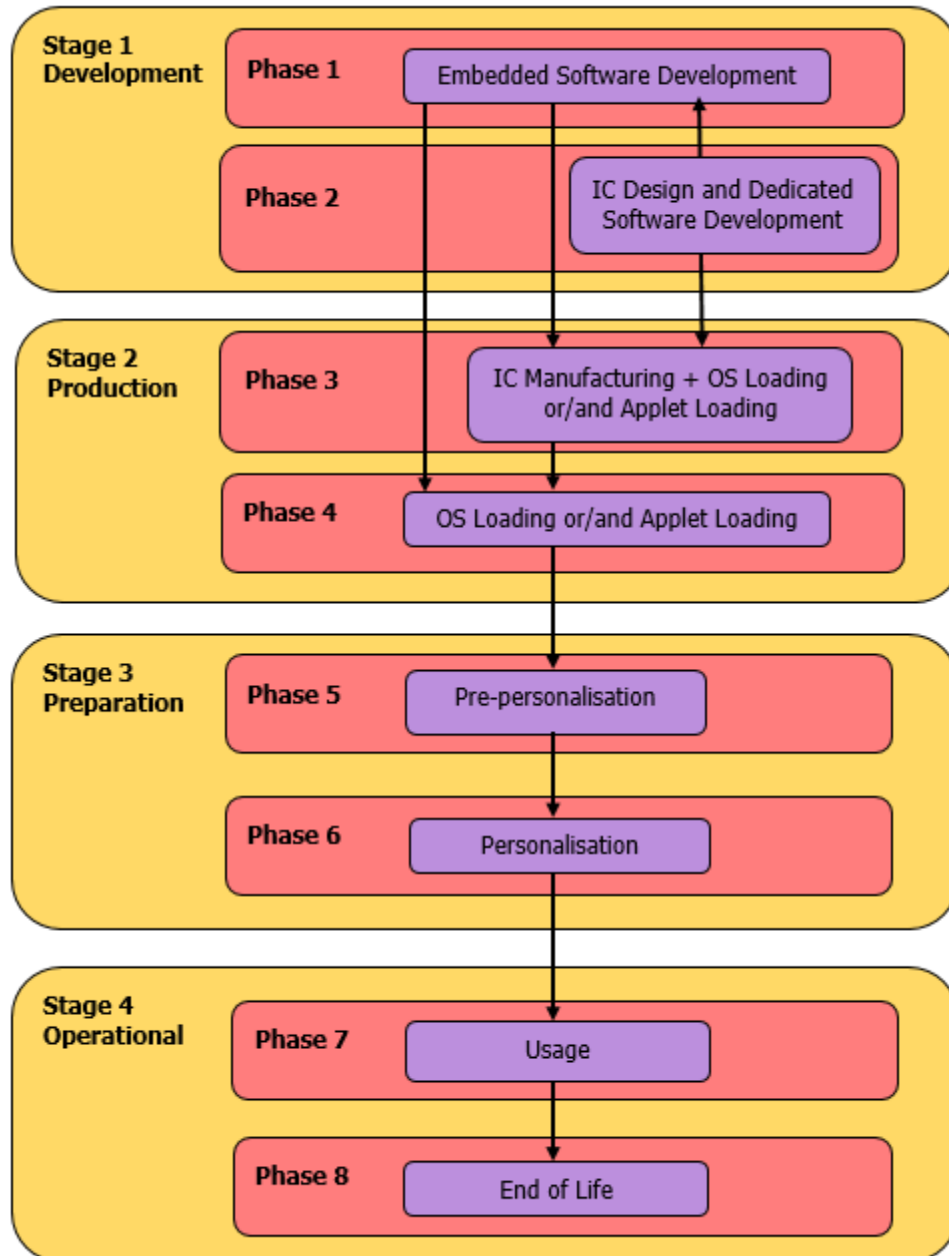 Stage 1
Development
Phase 1
Embedded Software Development
Phase 2
IC Design and Dedicated
Software Development
Stage 2
Production
Phase 3
IC Manufacturing + OS Loading
or/and Applet Loading
Phase 4
OS Loading or/and Applet Loading
Stage 3
Preparation
Phase 5
Pre-personalisation
Phase 6
Personalisation
Stage 4
Operational
Phase 7
Usage
Phase 8
End of Life